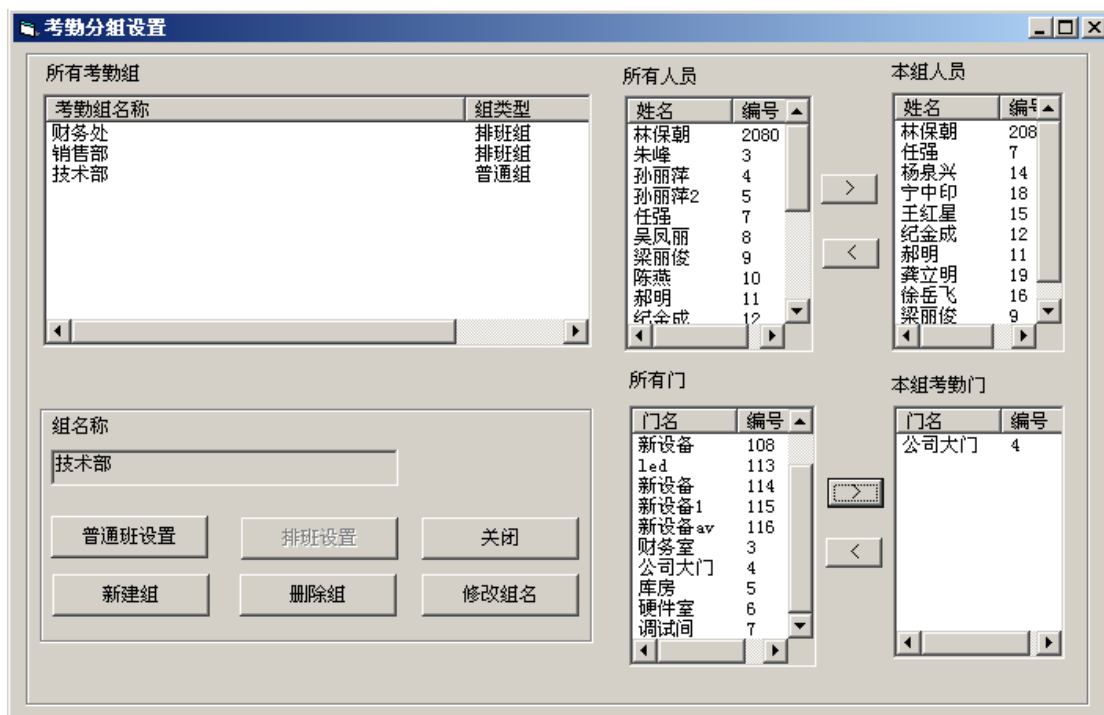 考勤分组设置
所有考勤组
考勤组名称 组类型
财务处 排班组
销售部 排班组
技术部 普通组
所有人员
姓名 编号
林保朝 2080
朱峰 3
孙丽萍 4
孙丽萍2 5
任强 7
吴凤丽 8
梁丽俊 9
陈燕 10
郝明 11
纪金成 12
>
<
本组人员
姓名 编号
林保朝 208
任强 7
杨泉兴 14
宁中印 18
王红星 15
纪金成 12
郝明 11
龚立明 19
徐岳飞 16
梁丽俊 9
组名称
技术部
普通班设置 排班设置 关闭
新建组 删除组 修改组名
所有门
门名 编号
新设备 108
led 113
新设备 114
新设备1 115
新设备av 116
财务室 3
公司大门 4
库房 5
硬件室 6
调试间 7
>
<
本组考勤门
门名 编号
公司大门 4